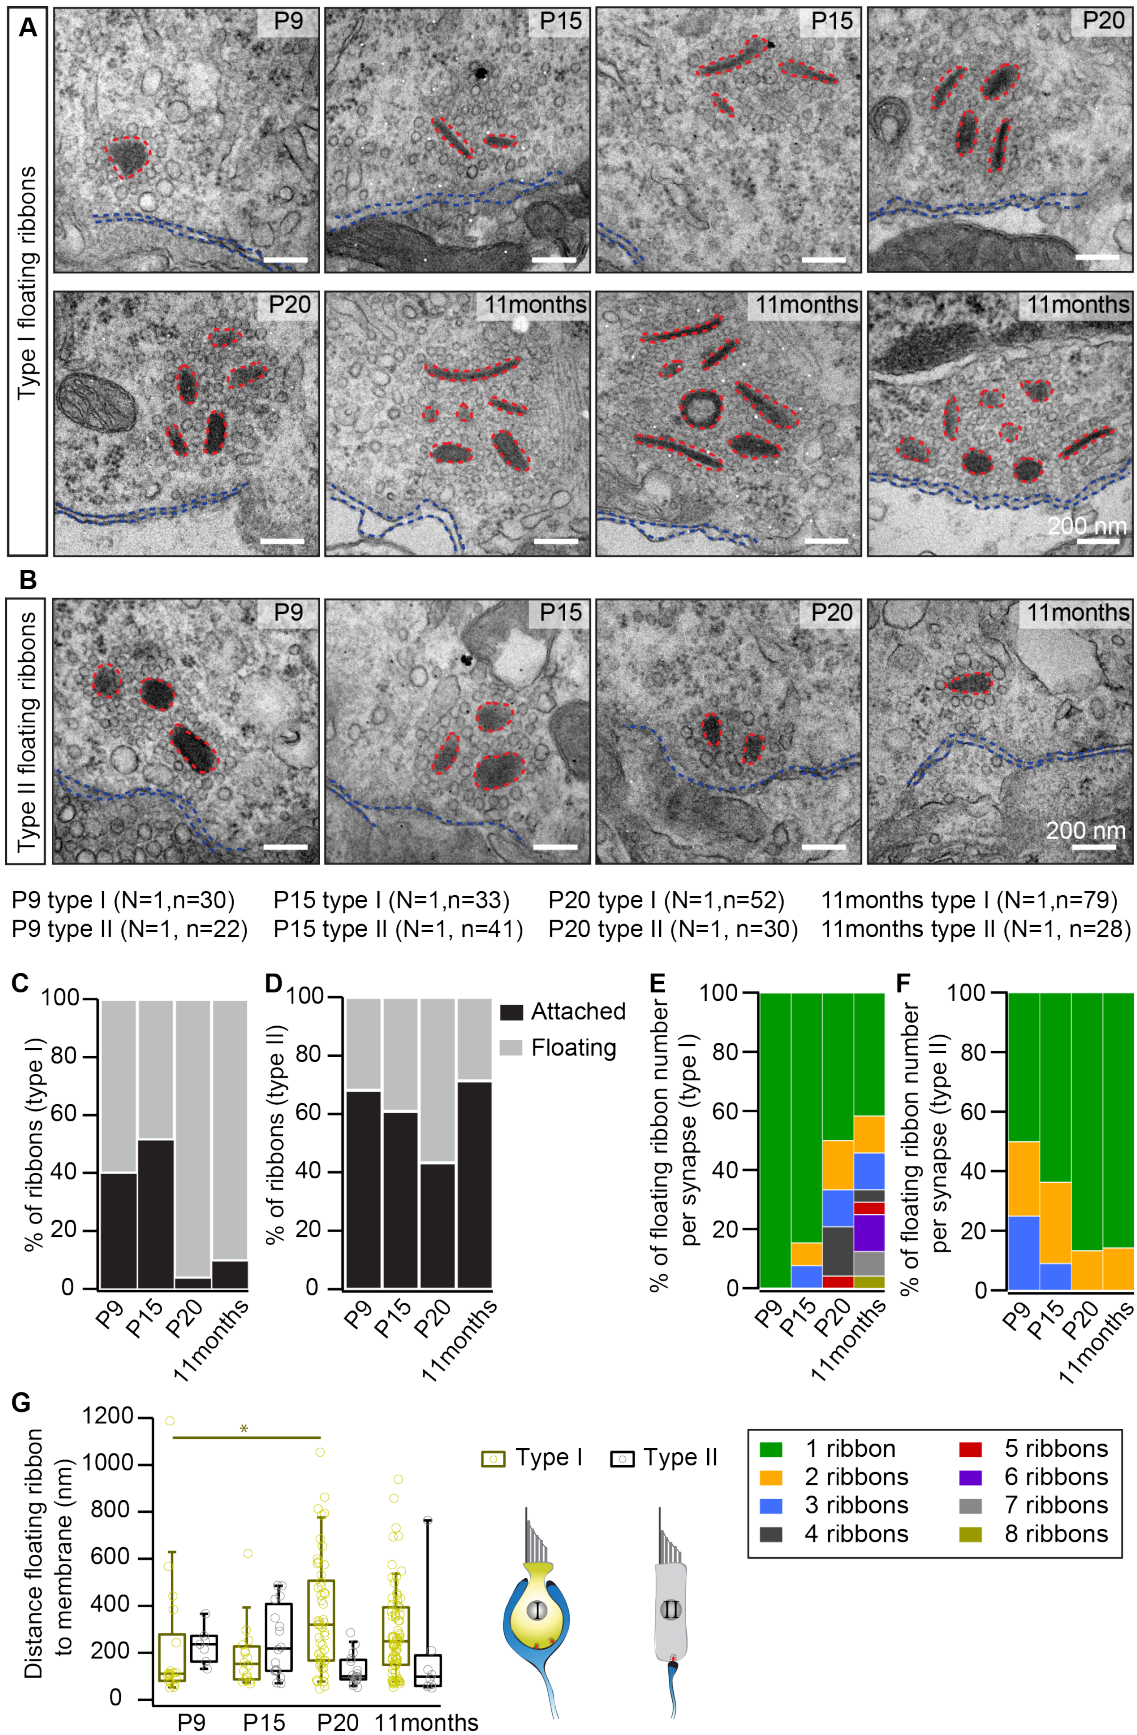 A
P9
P15
P15
P20
Type I floating ribbons
P20
11months
11months
11months
200 nm
B
P9
P15
P20
11months
Type II floating ribbons
200 nm
P9 type I (N=1,n=30)
P15 type I (N=1,n=33)
P20 type I (N=1,n=52)
11months type I (N=1,n=79)
P9 type II (N=1, n=22)
P15 type II (N=1, n=41)
P20 type II (N=1, n=30)
11months type II (N=1, n=28)
C
% of ribbons (type I)
100
80
60
40
20
0
P9
P15
P20
11months
D
% of ribbons (type II)
100
80
60
40
20
0
P9
P15
P20
11months
Attached
Floating
E
% of floating ribbon number
per synapse (type I)
100
80
60
40
20
0
P9
P15
P20
11months
F
% of floating ribbon number
per synapse (type II)
100
80
60
40
20
0
P9
P15
P20
11months
G
Distance floating ribbon
to membrane (nm)
1200
1000
800
600
400
200
0
*
P9
P15
P20
11months
Type I
Type II
I
II
1 ribbon
2 ribbons
3 ribbons
4 ribbons
5 ribbons
6 ribbons
7 ribbons
8 ribbons